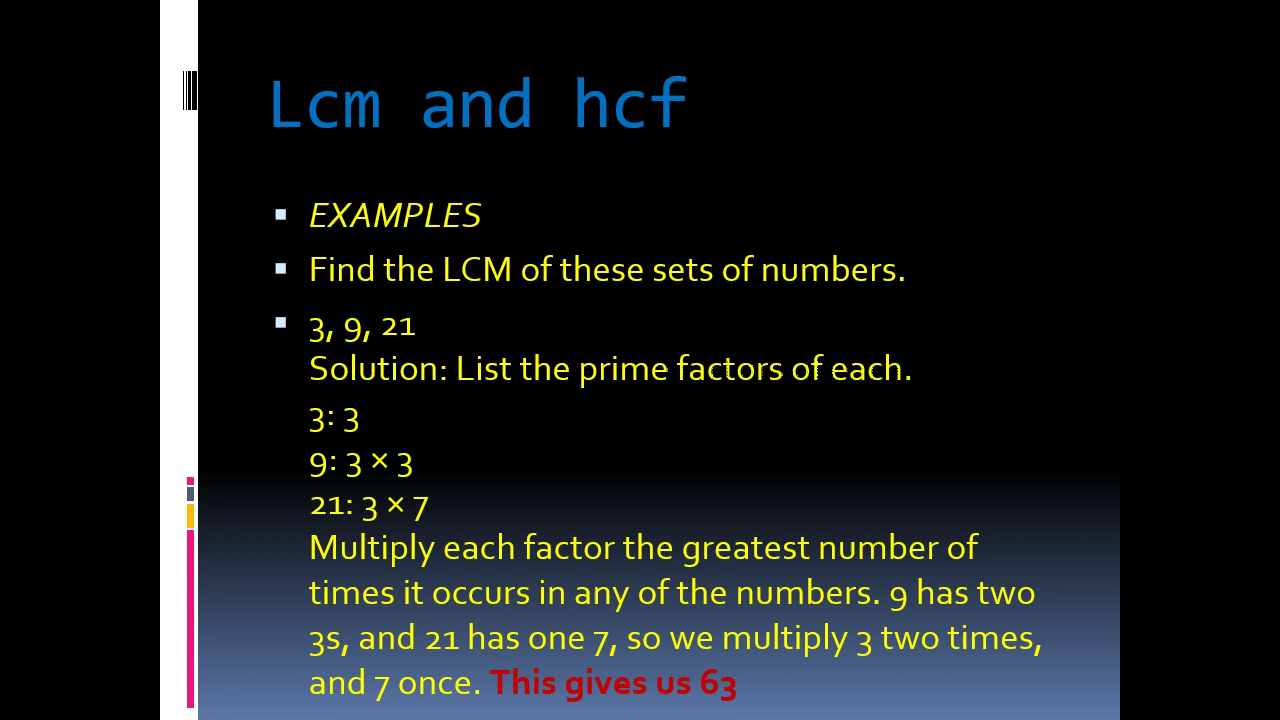 Lcm and hcf
EXAMPLES
Find the LCM of these sets of numbers.
3, 9, 21
Solution: List the prime factors of each.
3: 3
9: 3 × 3
21: 3 × 7
Multiply each factor the greatest number of
times it occurs in any of the numbers. 9 has two
3s, and 21 has one 7, so we multiply 3 two times,
and 7 once. This gives us 63